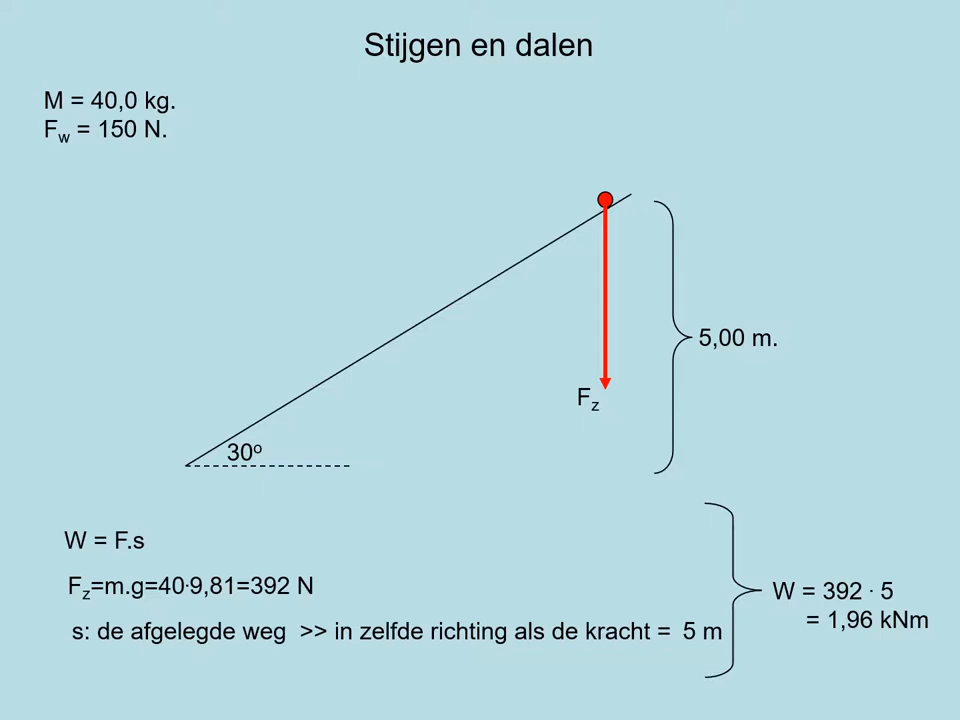 Stijgen en dalen
M = 40,0 kg.
Fw = 150 N.
5,00 m.
Fz
30o
W = F.s
Fz=m.g=40·9,81=392 N
s: de afgelegde weg >> in zelfde richting als de kracht = 5 m
W = 392 · 5
= 1,96 kNm